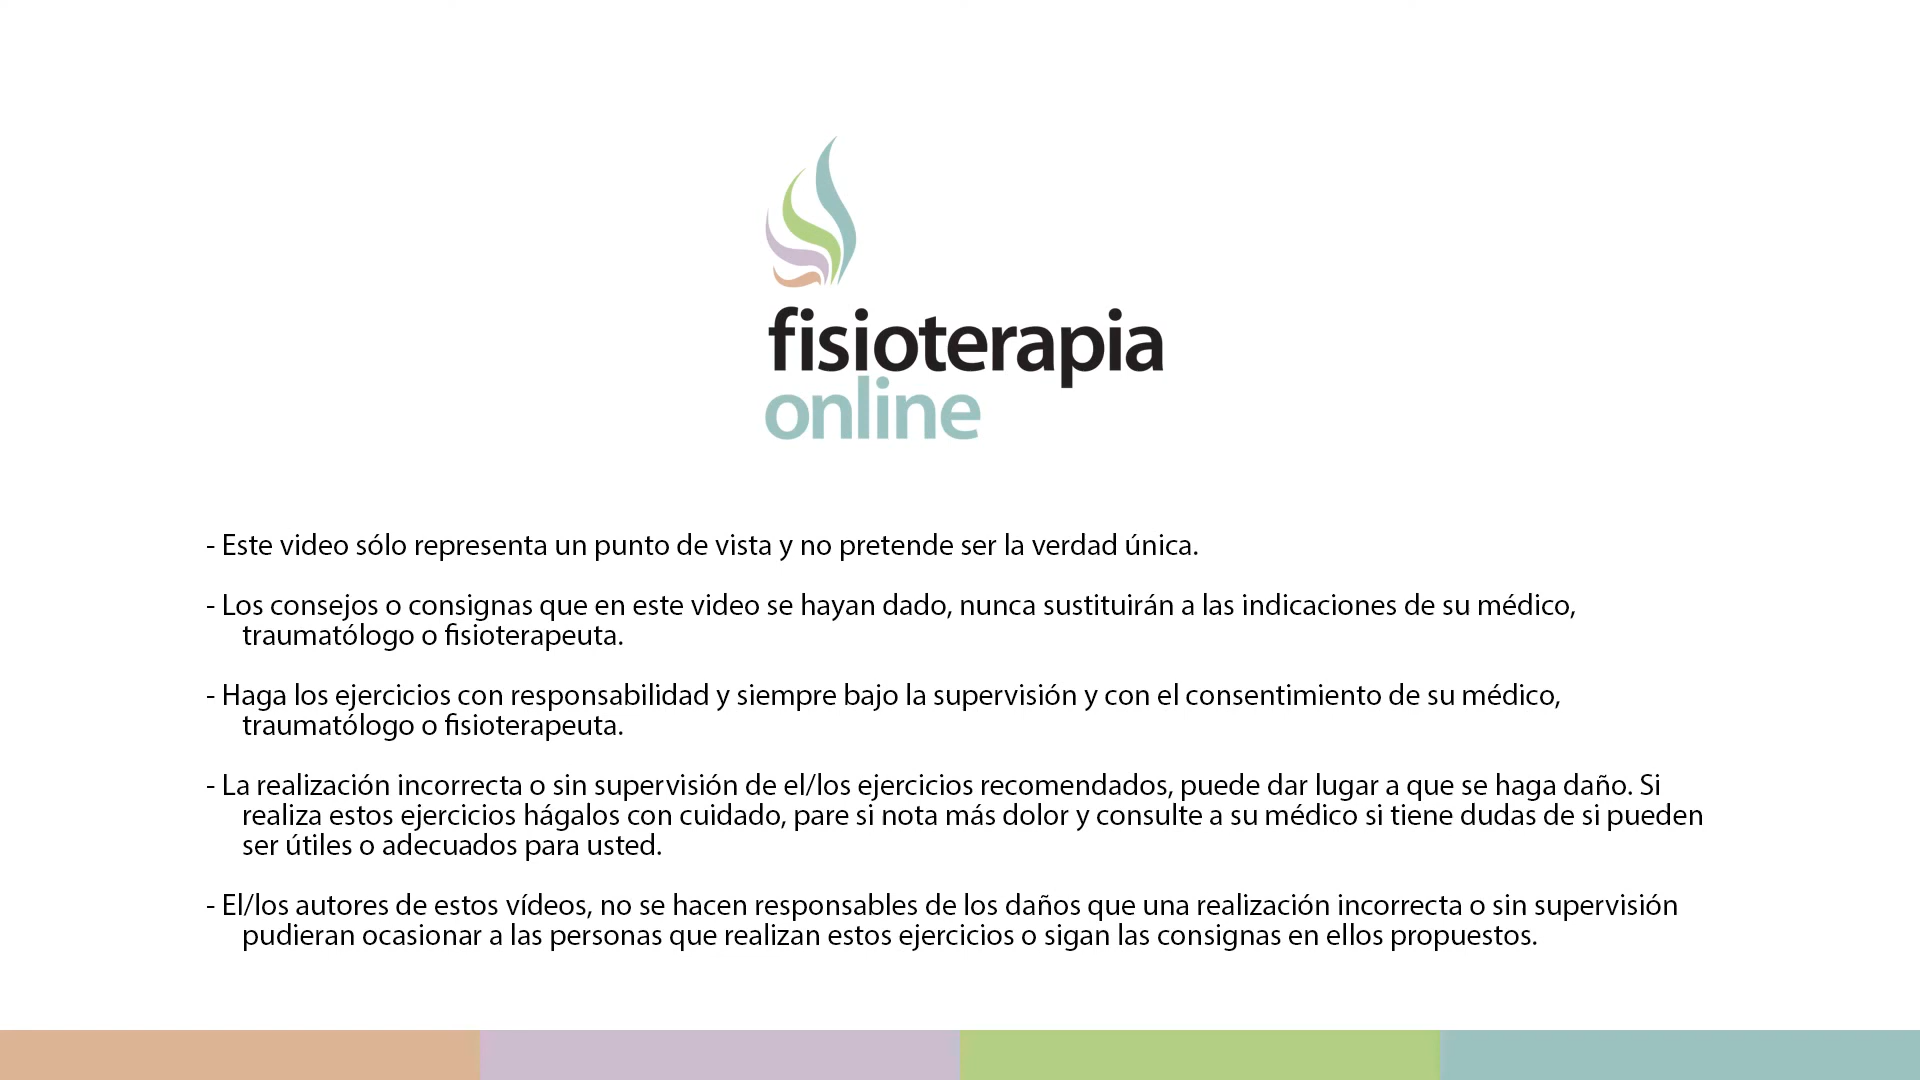 fisioterapia
online
- Este video sólo representa un punto de vista y no pretende ser la verdad única.
- Los consejos o consignas que en este video se hayan dado, nunca sustituirán a las indicaciones de su médico,
traumatólogo o fisioterapeuta.
- Haga los ejercicios con responsabilidad y siempre bajo la supervisión y con el consentimiento de su médico,
traumatólogo o fisioterapeuta.
- La realización incorrecta o sin supervisión de el/los ejercicios recomendados, puede dar lugar a que se haga daño. Si
realiza estos ejercicios hágalos con cuidado, pare si nota más dolor y consulte a su médico si tiene dudas de si pueden
ser útiles o adecuados para usted.
- El/los autores de estos vídeos, no se hacen responsables de los daños que una realización incorrecta o sin supervisión
pudieran ocasionar a las personas que realizan estos ejercicios o sigan las consignas en ellos propuestos.